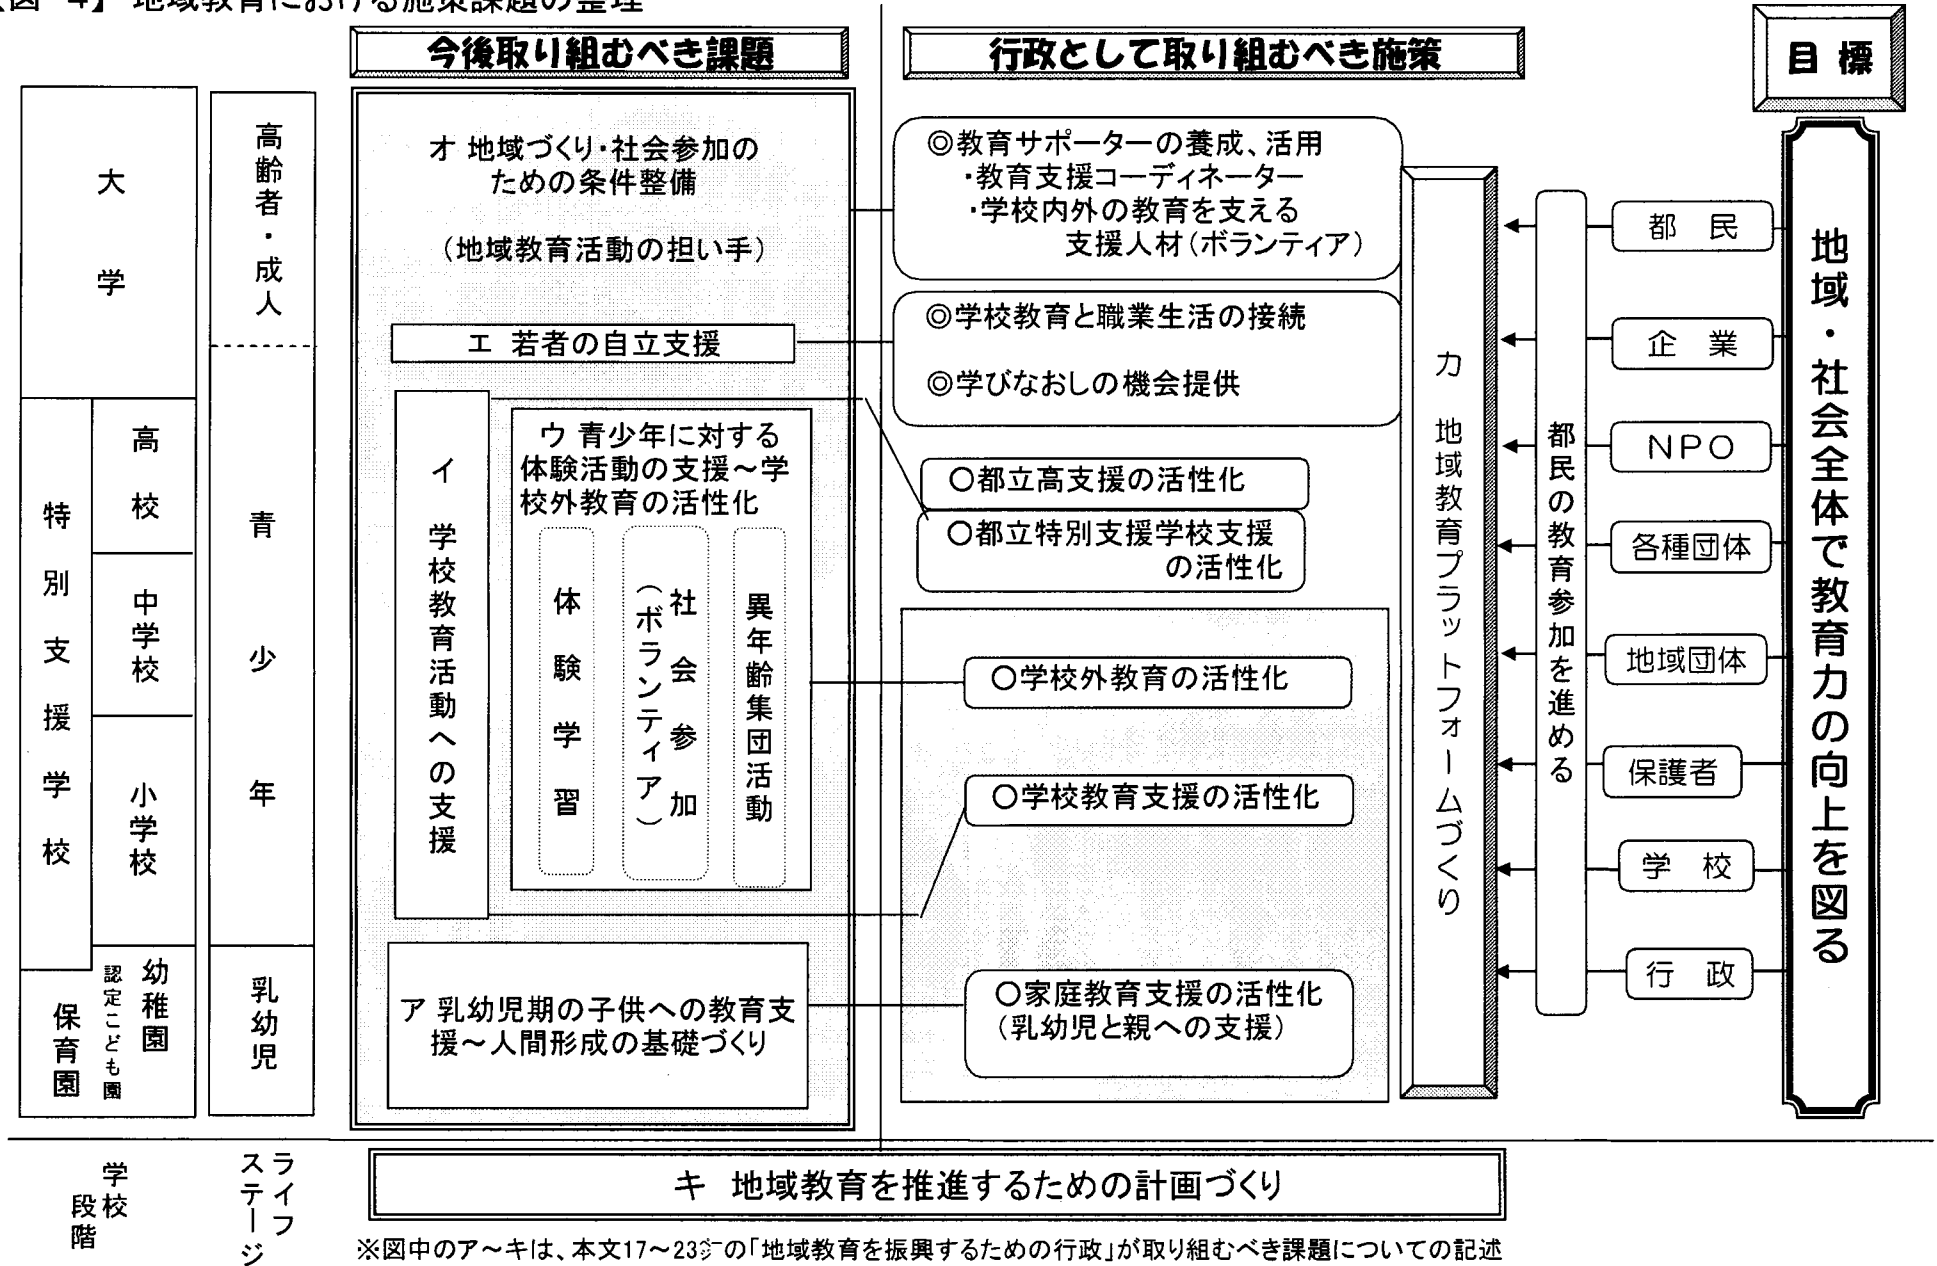 【図 4】 地域教育における施策課題の整理
今後取り組むべき課題
行政として取り組むべき施策
目 標
大学
高齢者・成人
青少年
乳幼児
特別支援学校
高校
中学校
小学校
幼稚園
認定こども園
保育園
オ 地域づくり・社会参加の
ための条件整備
（地域教育活動の担い手）
エ 若者の自立支援
イ 学校教育活動への支援
ウ 青少年に対する
体験活動の支援～学
校外教育の活性化
体験学習
社会参加
（ボランティア）
異年齢集団活動
ア 乳幼児期の子供への教育支
援～人間形成の基礎づくり
◎教育サポーターの養成、活用
・教育支援コーディネーター
・学校内外の教育を支える
支援人材（ボランティア）
◎学校教育と職業生活の接続
◎学びなおしの機会提供
○都立高支援の活性化
○都立特別支援学校支援
の活性化
○学校外教育の活性化
○学校教育支援の活性化
○家庭教育支援の活性化
（乳幼児と親への支援）
カ 地域教育プラットフォームづくり
都民の教育参加を進める
都 民
企 業
NPO
各種団体
地域団体
保護者
学 校
行 政
地域・社会全体で教育力の向上を図る
学校
段階
ライフ
ステージ
キ 地域教育を推進するための計画づくり
※図中のア～キは、本文17～23㌻の「地域教育を振興するための行政」が取り組むべき課題についての記述